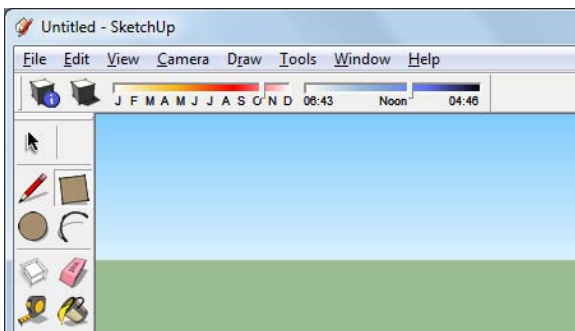 Untitled - SketchUp
File Edit View Camera Draw Tools Window Help
J F M A M J J A S O N D 06:43 Noon 04:46